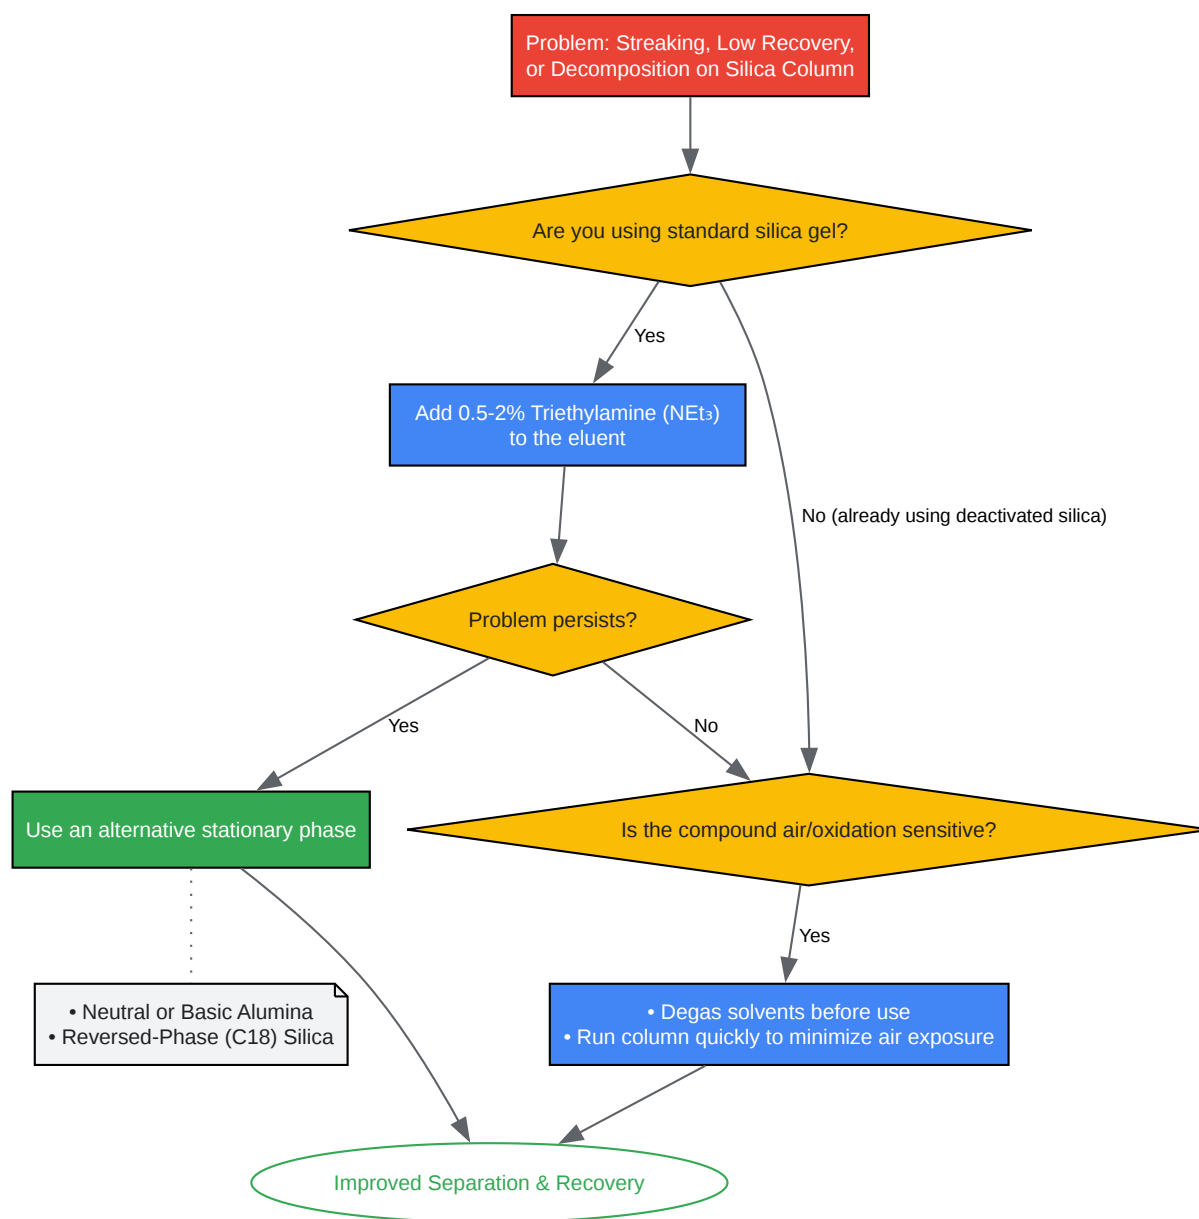 Problem: Streaking, Low Recovery,
or Decomposition on Silica Column
Are you using standard silica gel?
Yes
Add 0.5-2% Triethylamine (NEt₃)
to the eluent
No (already using deactivated silica)
Problem persists?
Yes
No
Use an alternative stationary phase
Is the compound air/oxidation sensitive?
Yes
• Neutral or Basic Alumina
• Reversed-Phase (C18) Silica
• Degas solvents before use
• Run column quickly to minimize air exposure
Improved Separation & Recovery